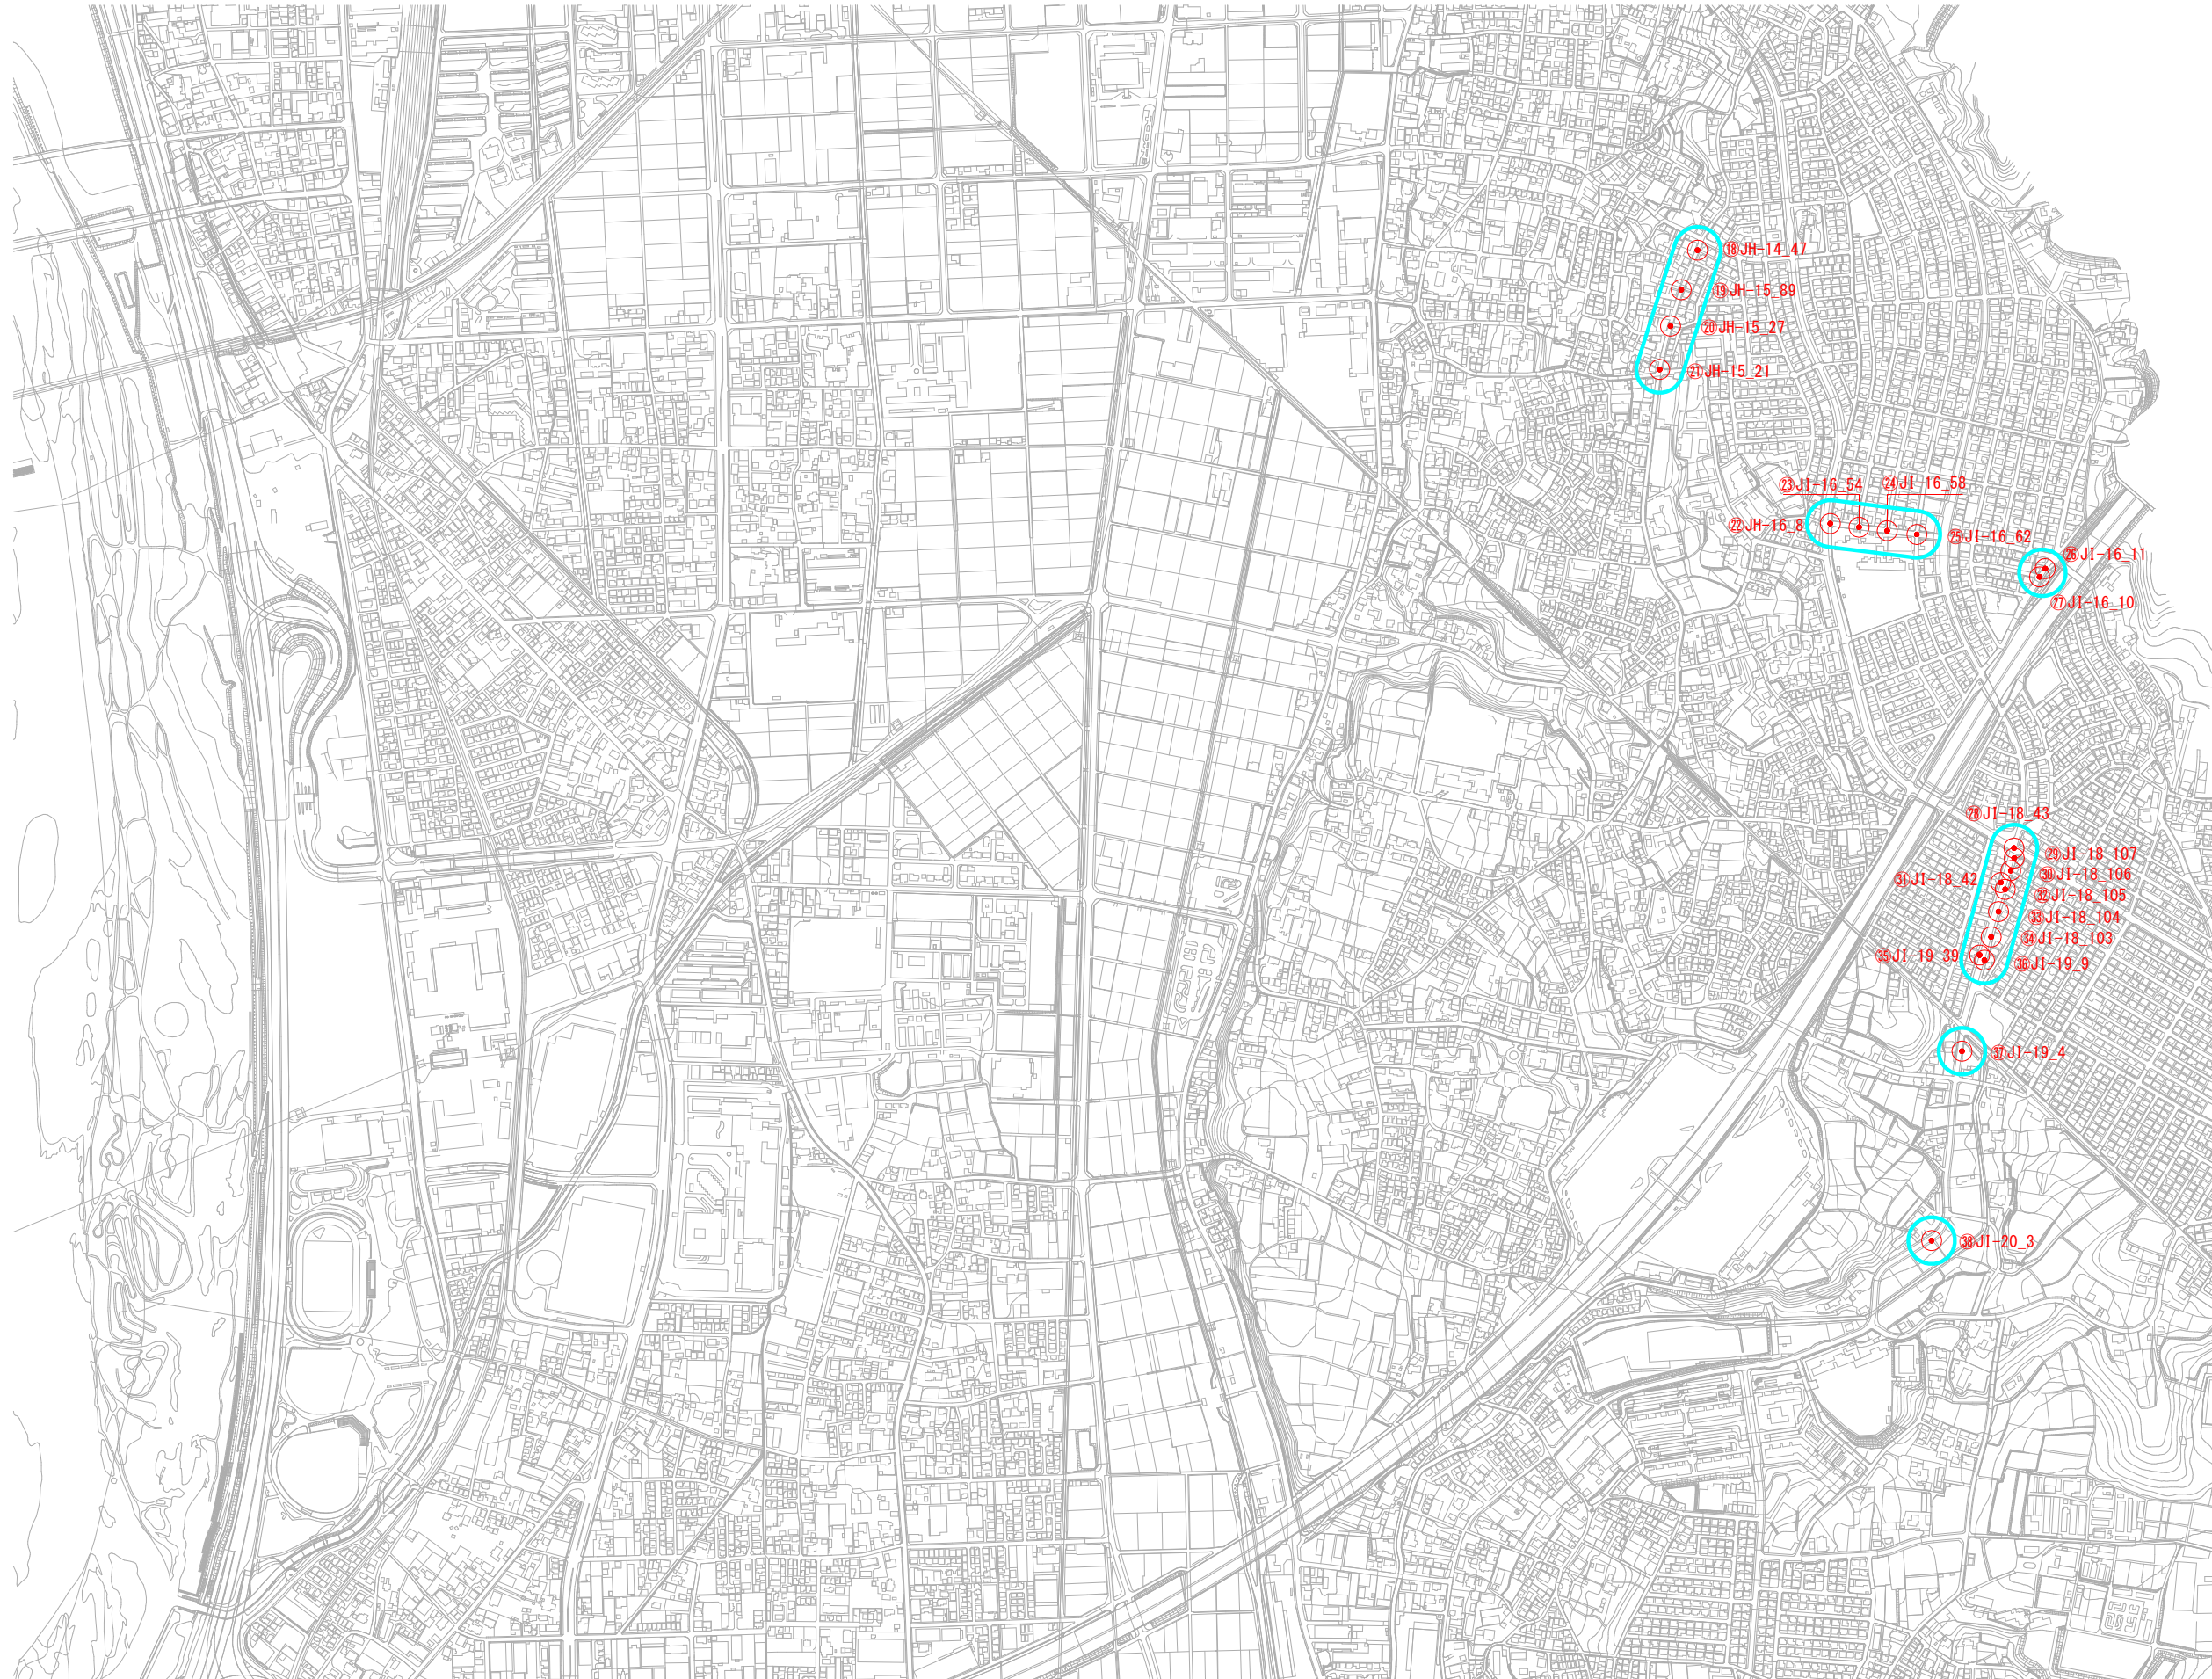 ⑱JH-14_47
⑲JH-15_89
⑳JH-15_27
㉑JH-15_21
㉓JI-16_54
㉔JI-16_58
㉒JH-16_8
㉕JI-16_62
㉖JI-16_11
㉗JI-16_10
㉘JI-18_43
㉙JI-18_107
㉚JI-18_106
㉛JI-18_42
㉜JI-18_105
㉝JI-18_104
㉞JI-18_103
㉟JI-19_39
㊱JI-19_9
㊲JI-19_4
㊳JI-20_3